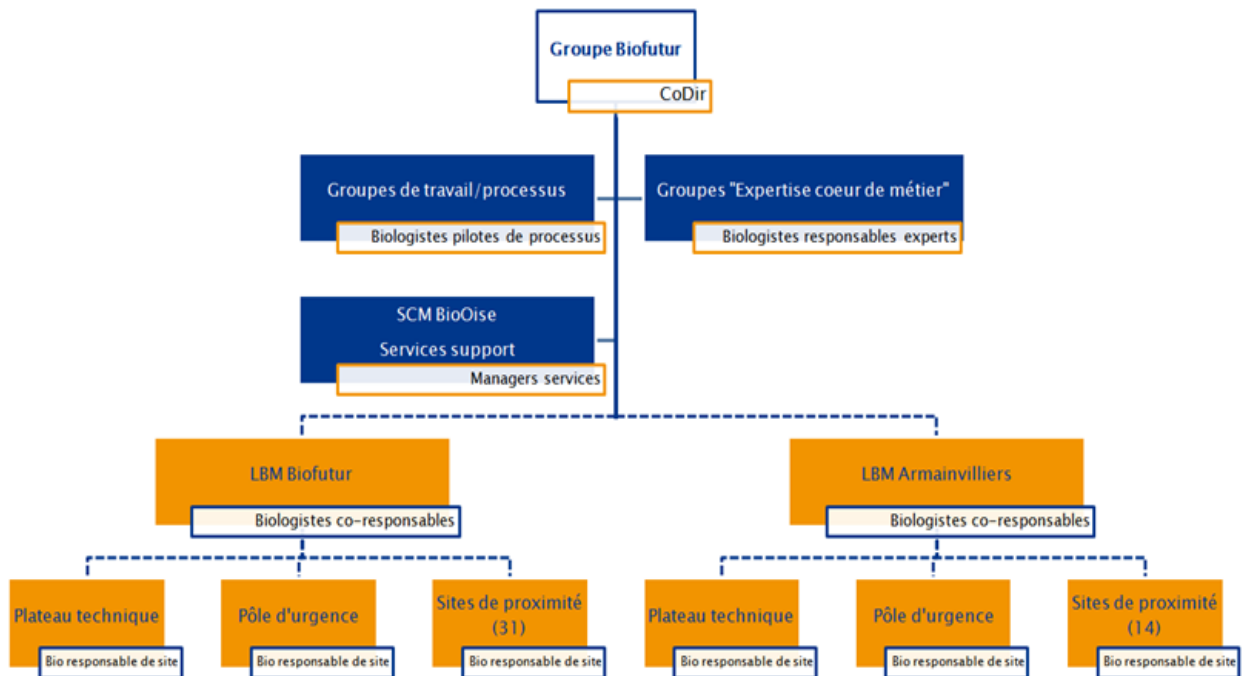 Groupe Biofutur
CoDir
Groupes de travail/processus
Biologistes pilotes de processus
Groupes "Expertise coeur de métier"
Biologistes responsables experts
SCM BioOise
Services support
Managers services
LBM Biofutur
Biologistes co-responsables
LBM Armainvilliers
Biologistes co-responsables
Plateau technique
Bio responsable de site
Pôle d'urgence
Bio responsable de site
Sites de proximité
(31)
Bio responsable de site
Plateau technique
Bio responsable de site
Pôle d'urgence
Bio responsable de site
Sites de proximité
(14)
Bio responsable de site